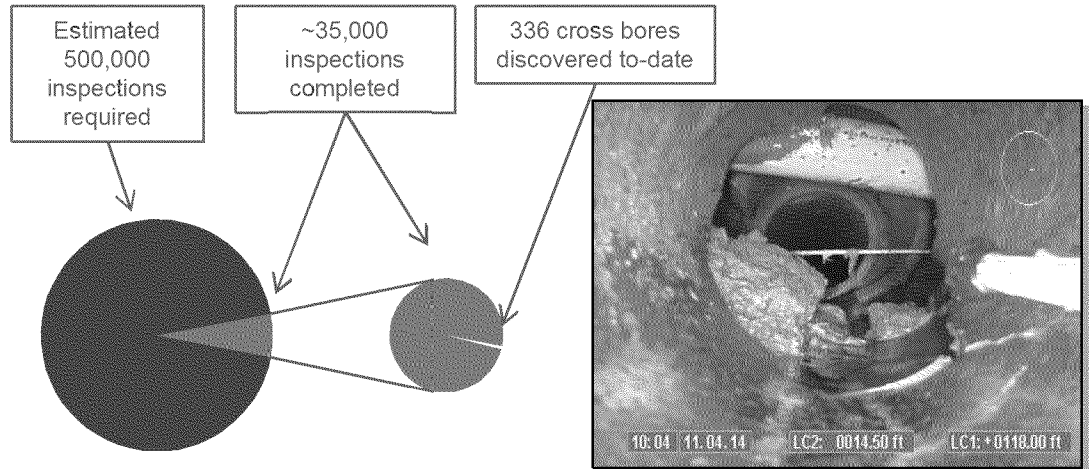 Estimated
500,000
inspections
required
~35,000
inspections
completed
336 cross bores
discovered to-date
10:04 11.04.14 LC2: 0014.50 ft LC1: +0118.00 ft